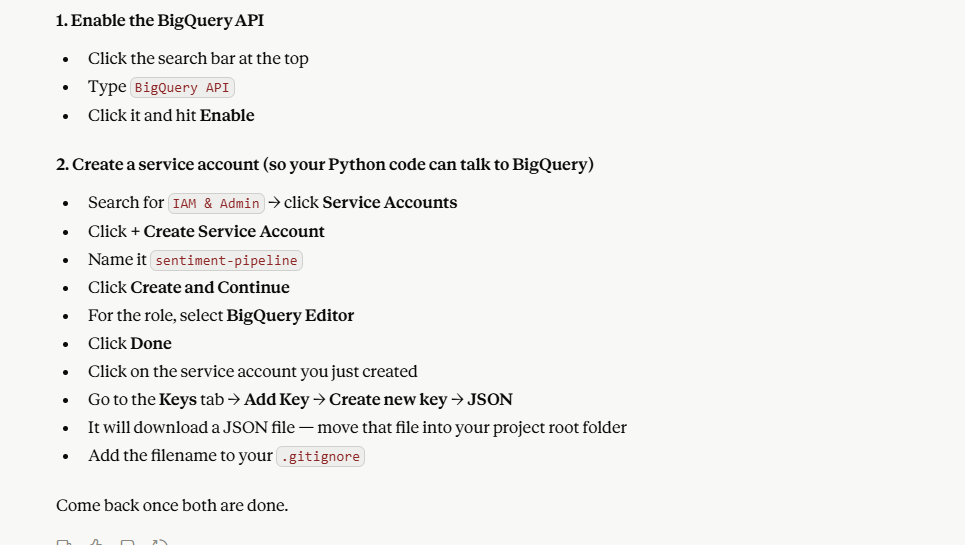 1. Enable the BigQuery API
• Click the search bar at the top
• Type BigQuery API
• Click it and hit Enable
2. Create a service account (so your Python code can talk to BigQuery)
• Search for IAM & Admin → click Service Accounts
• Click + Create Service Account
• Name it sentiment-pipeline
• Click Create and Continue
• For the role, select BigQuery Editor
• Click Done
• Click on the service account you just created
• Go to the Keys tab → Add Key → Create new key → JSON
• It will download a JSON file — move that file into your project root folder
• Add the filename to your .gitignore
Come back once both are done.